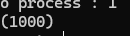 o process : 1
(1000)